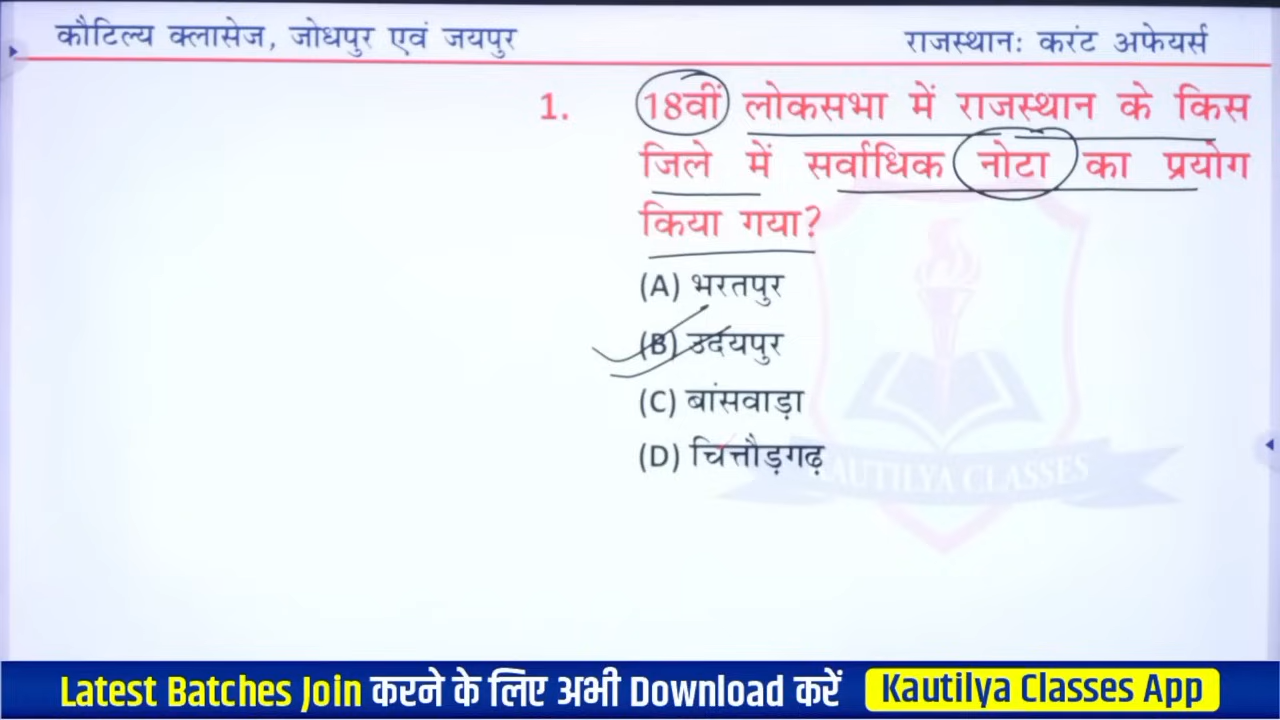 कौटिल्य क्लासेज, जोधपुर एवं जयपुर
राजस्थान: करंट अफेयर्स
1. 18वीं लोकसभा में राजस्थान के किस
जिले में सर्वाधिक नोटा का प्रयोग
किया गया?
(A) भरतपुर
(B) उदयपुर
(C) बांसवाड़ा
(D) चित्तौड़गढ़
KAUTILYA CLASSES
Latest Batches Join करने के लिए अभी Download करें
Kautilya Classes App